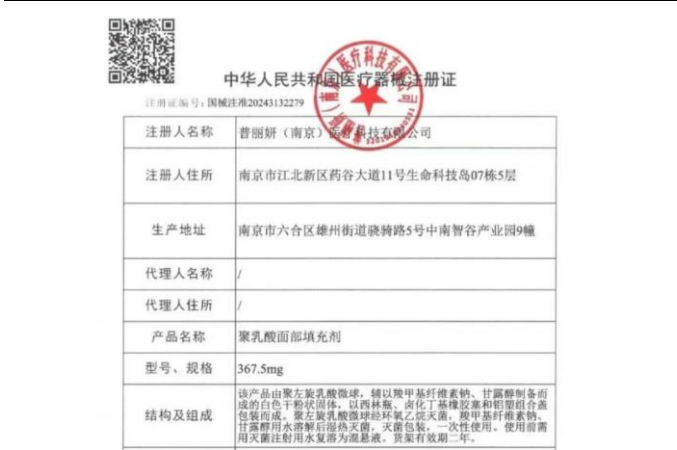 中华人民共和国医疗器械注册证
注册证编号：国械注准20243132279
注册人名称 普丽妍（南京）医疗科技有限公司
注册人住所 南京市江北新区药谷大道11号生命科技岛07栋5层
生产地址 南京市六合区雄州街道骁骑路5号中南智谷产业园9幢
代理人名称 /
代理人住所 /
产品名称 聚乳酸面部填充剂
型号、规格 367.5mg
结构及组成 该产品由聚左旋乳酸微球，辅以羧甲基纤维素钠、甘露醇制备而
成的白色干粉状固体，以西林瓶、卤化丁基橡胶塞和铝塑组合盖
包装而成。聚左旋乳酸微球经环氧乙烷灭菌，羧甲基纤维素钠、
甘露醇用水溶解后湿热灭菌，灭菌包装，一次性使用。使用前需
用灭菌注射用水复溶为混悬液。货架有效期二年。